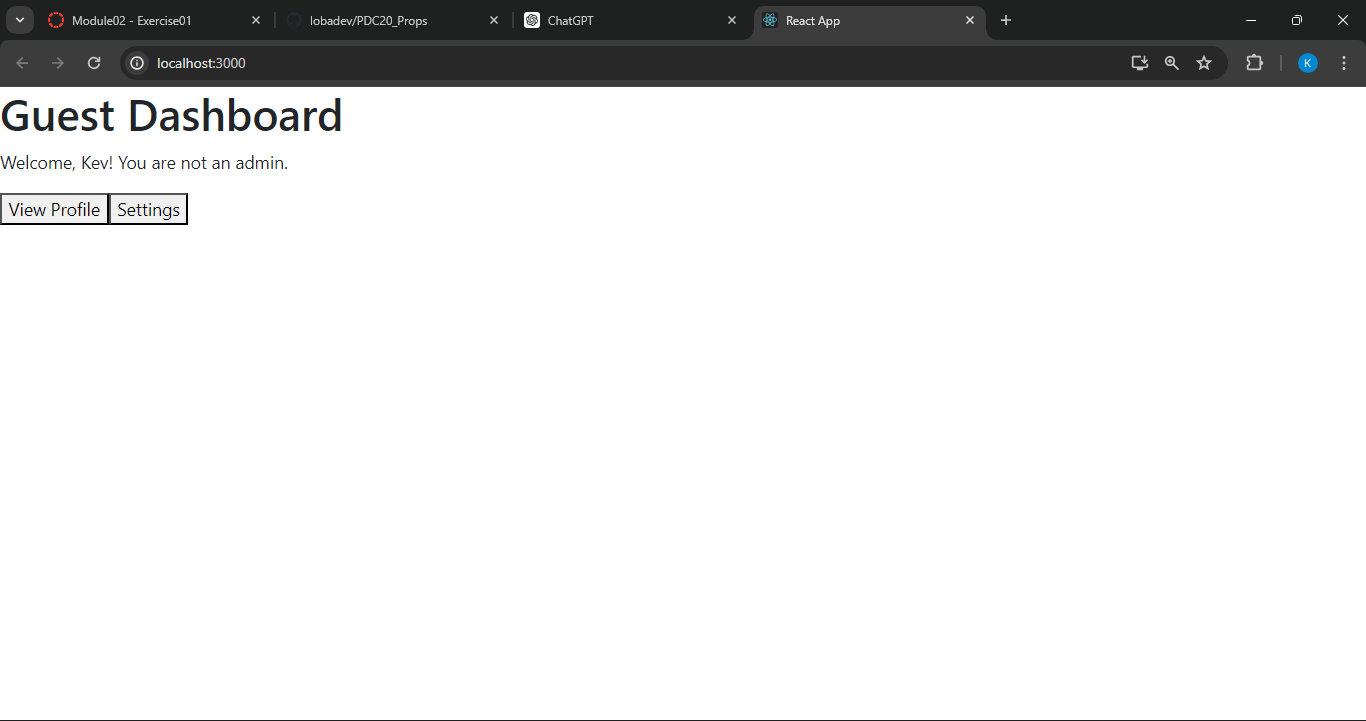 Module02 - Exercise01
lobadev/PDC20_Props
ChatGPT
React App
localhost:3000
K
Guest Dashboard
Welcome, Kev! You are not an admin.
View Profile
Settings